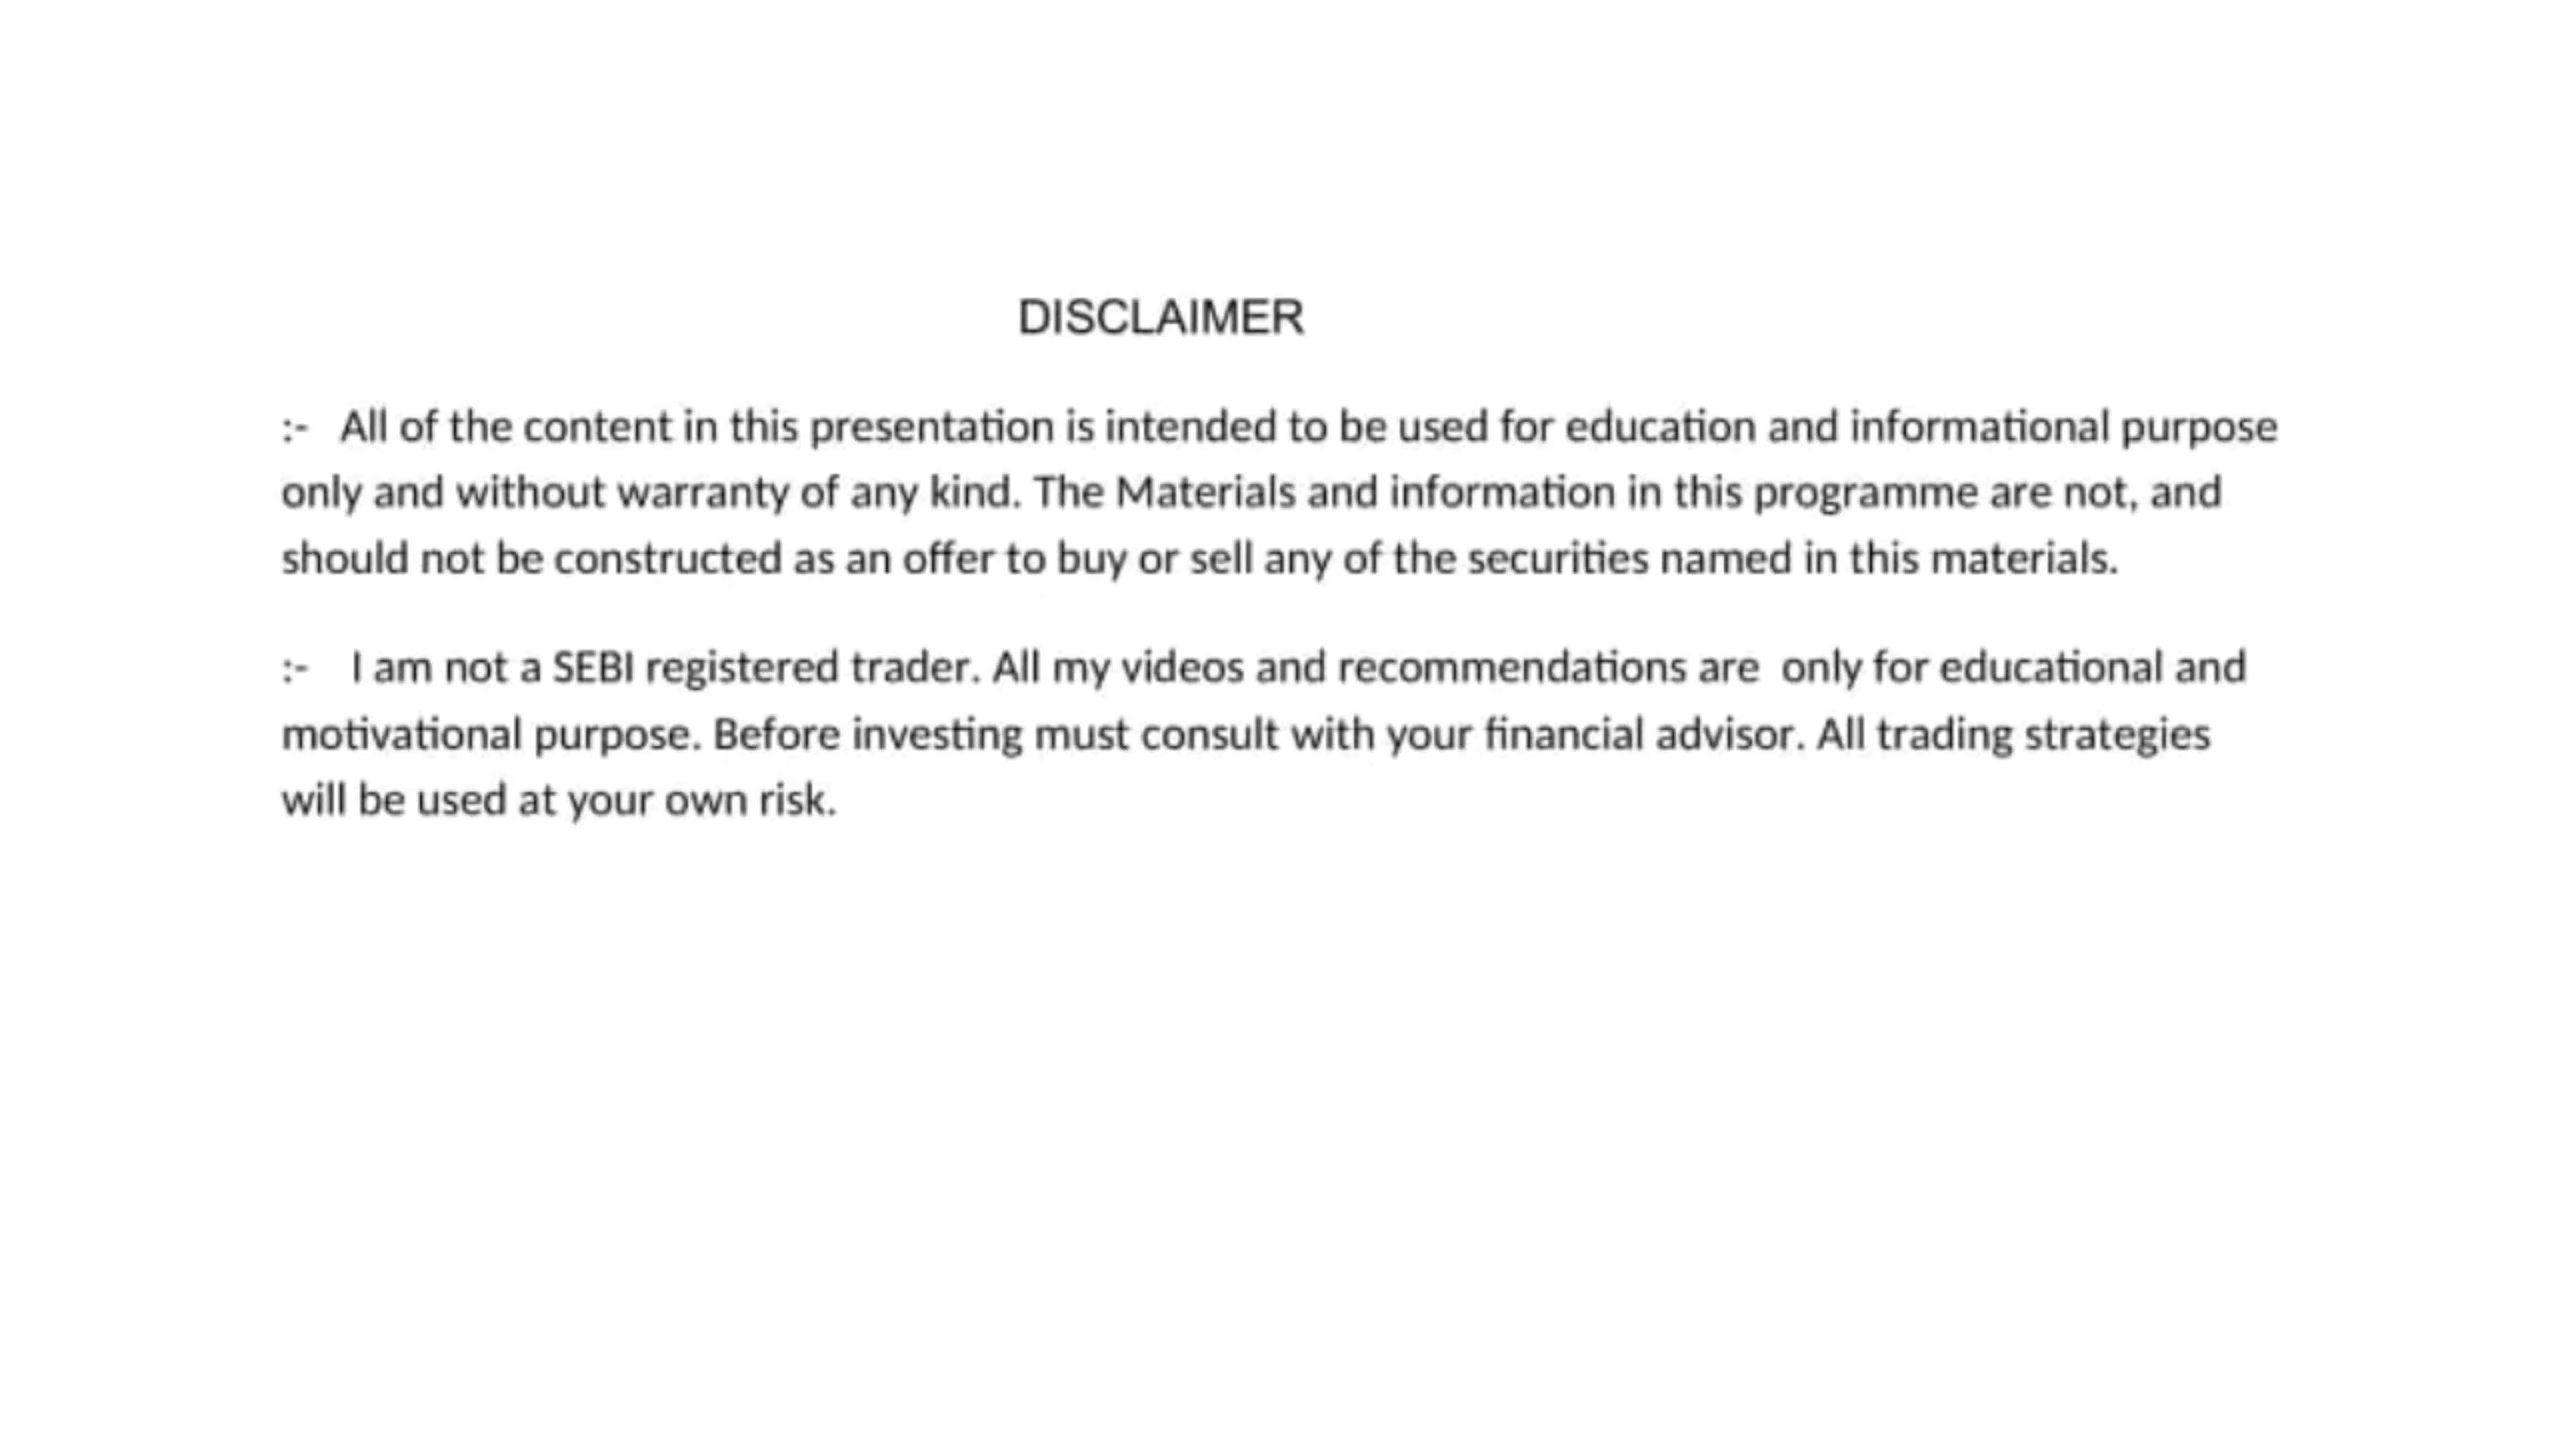 DISCLAIMER
:- All of the content in this presentation is intended to be used for education and informational purpose
only and without warranty of any kind. The Materials and information in this programme are not, and
should not be constructed as an offer to buy or sell any of the securities named in this materials.
:- I am not a SEBI registered trader. All my videos and recommendations are only for educational and
motivational purpose. Before investing must consult with your financial advisor. All trading strategies
will be used at your own risk.